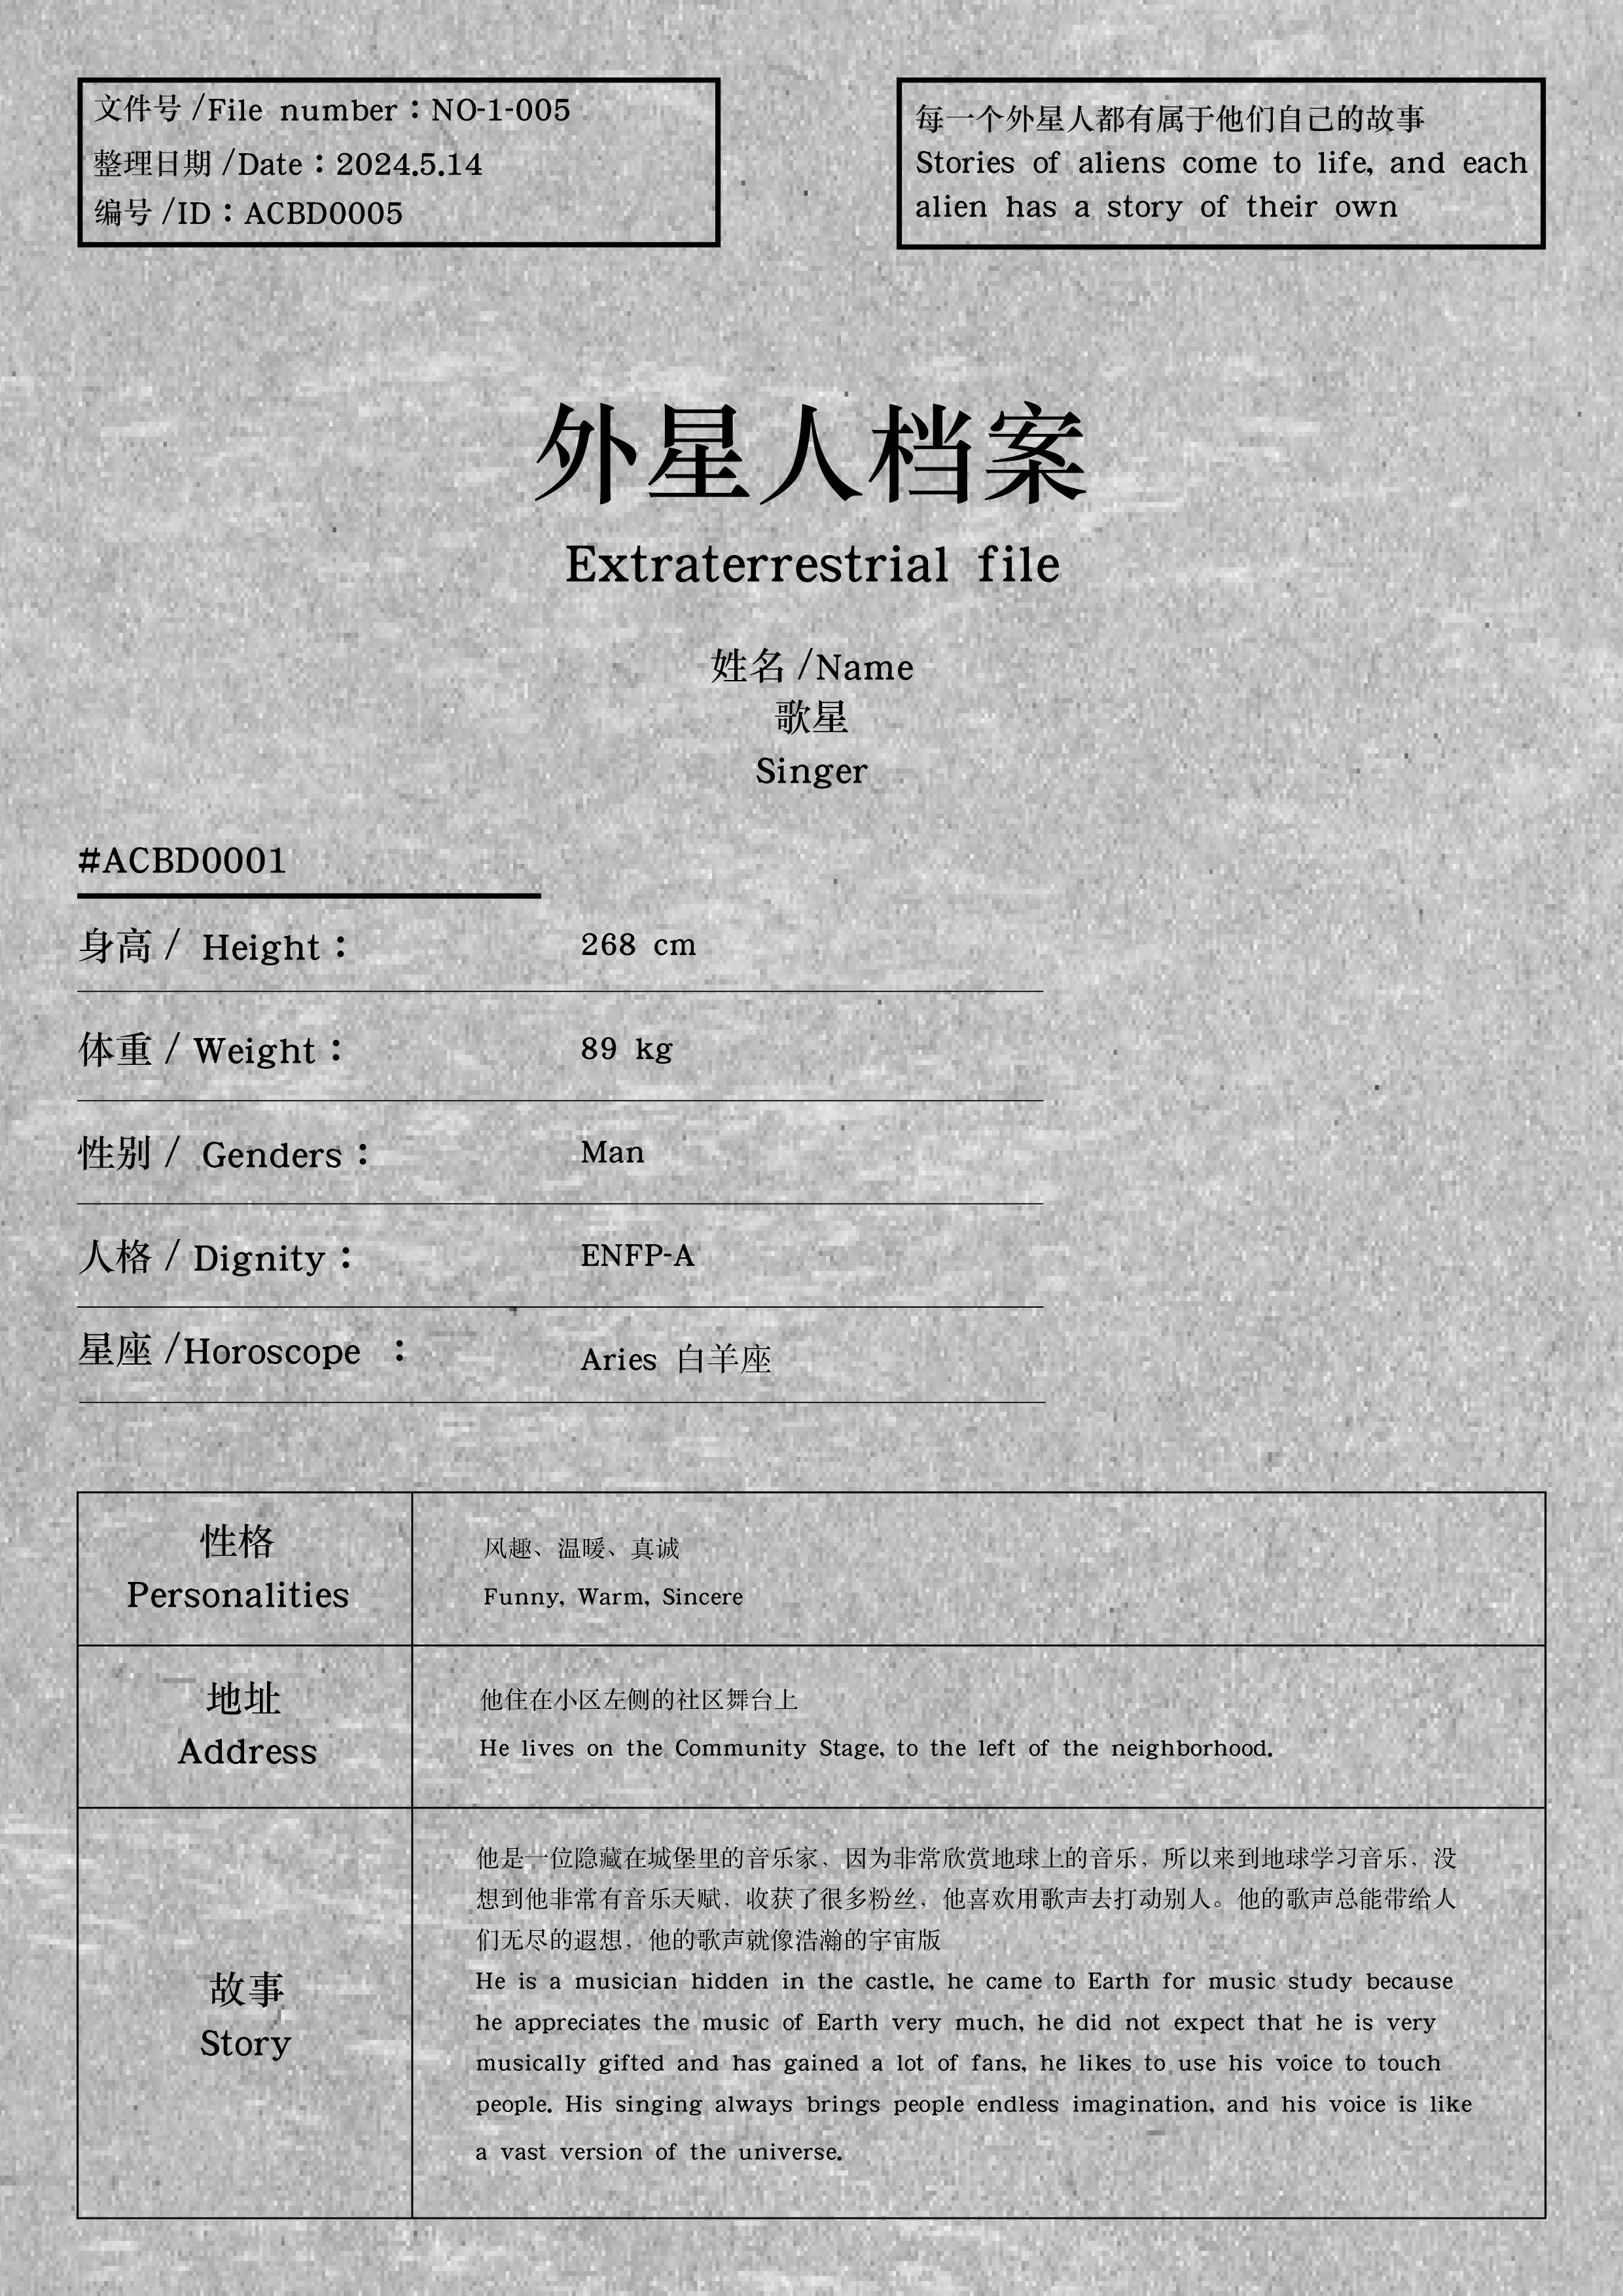 文件号 /File number：NO-1-005
整理日期 /Date：2024.5.14
编号 /ID：ACBD0005
每一个外星人都有属于他们自己的故事
Stories of aliens come to life, and each
alien has a story of their own
外星人档案
Extraterrestrial file
姓名 /Name
歌星
Singer
#ACBD0001
身高 / Height： 268 cm
体重 / Weight： 89 kg
性别 / Genders： Man
人格 / Dignity： ENFP-A
星座 /Horoscope ： Aries 白羊座
性格
Personalities
风趣、温暖、真诚
Funny, Warm, Sincere
地址
Address
他住在小区左侧的社区舞台上
He lives on the Community Stage, to the left of the neighborhood.
故事
Story
他是一位隐藏在城堡里的音乐家，因为非常欣赏地球上的音乐，所以来到地球学习音乐，没
想到他非常有音乐天赋，收获了很多粉丝，他喜欢用歌声去打动别人。他的歌声总能带给人
们无尽的遐想，他的歌声就像浩瀚的宇宙版
He is a musician hidden in the castle, he came to Earth for music study because
he appreciates the music of Earth very much, he did not expect that he is very
musically gifted and has gained a lot of fans, he likes to use his voice to touch
people. His singing always brings people endless imagination, and his voice is like
a vast version of the universe.